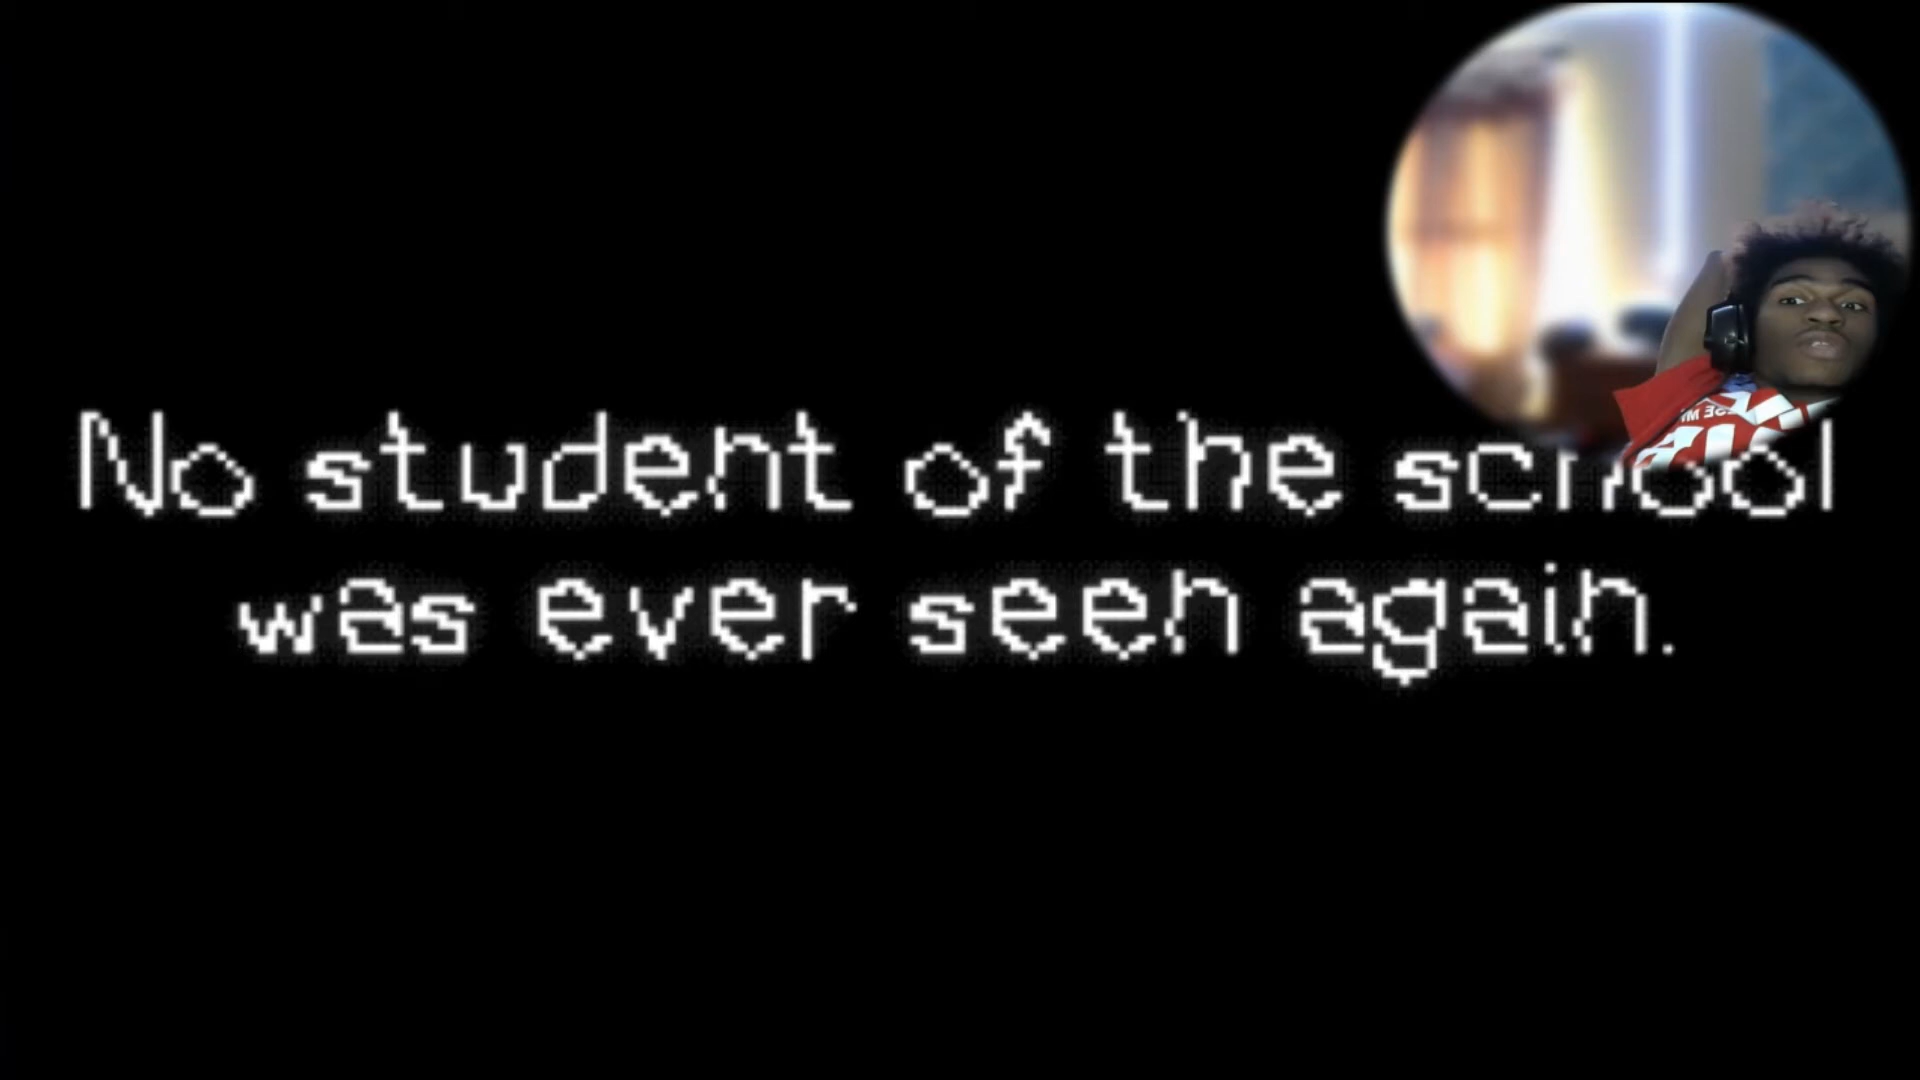 No student of the school
was ever seen again.